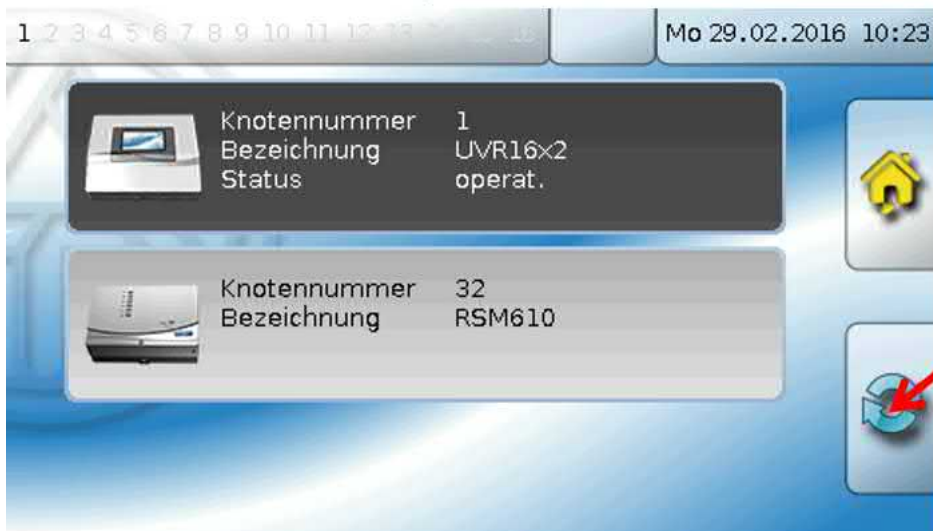 1 2 3 4 5 6 7 8 9 10 11 12 13 16
Mo 29.02.2016 10:23
Knotennummer 1
Bezeichnung UVR16x2
Status operat.
Knotennummer 32
Bezeichnung RSM610